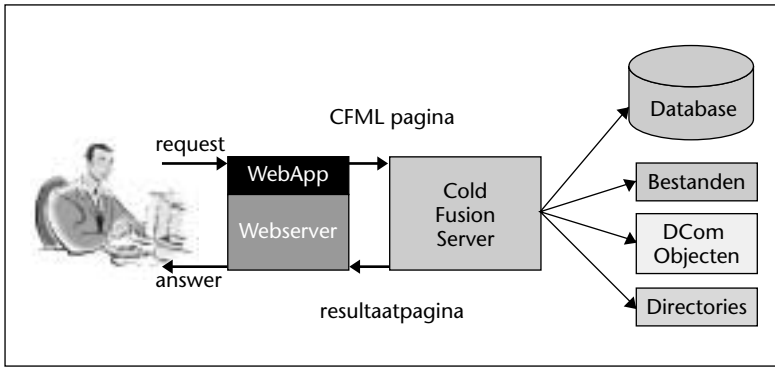 Database
CFML pagina
request
WebApp
Webserver
Cold
Fusion
Server
Bestanden
DCom
Objecten
Directories
answer
resultaatpagina